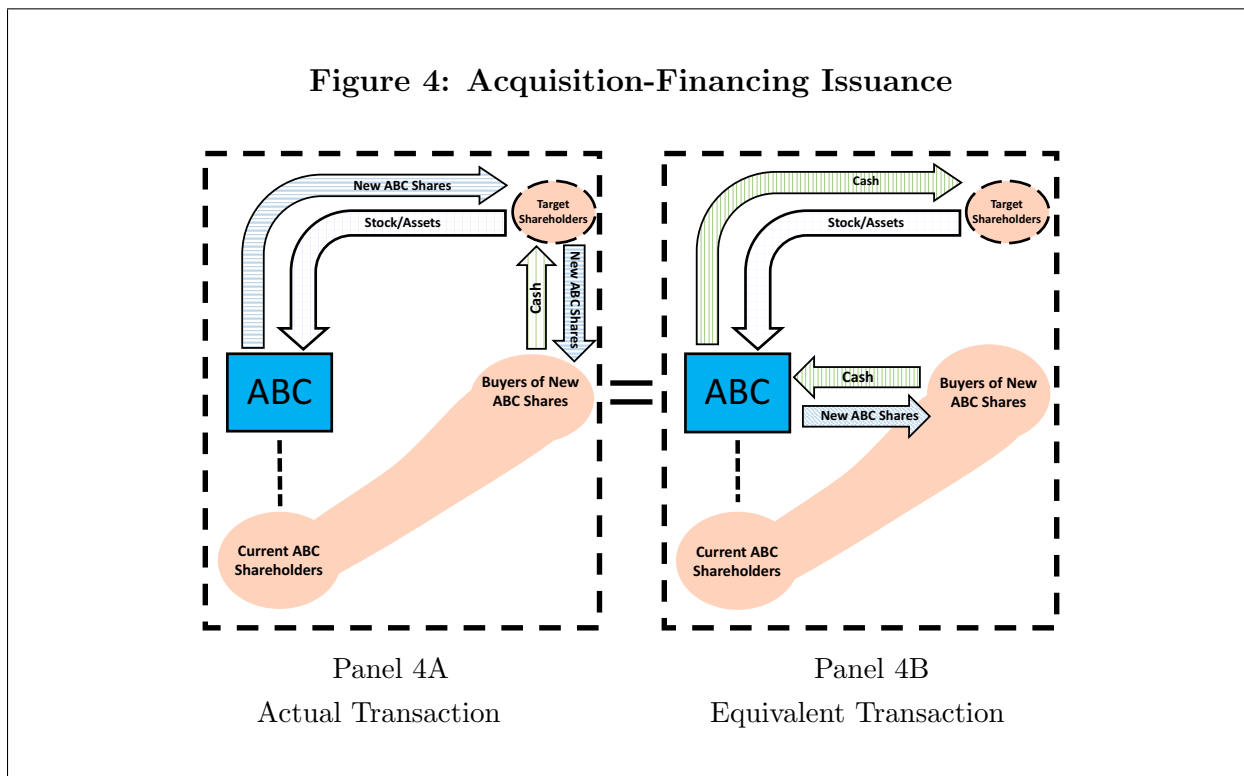 Figure 4: Acquisition-Financing Issuance
New ABC Shares
Target
Shareholders
Stock/Assets
Cash
New ABC Shares
ABC
Buyers of New
ABC Shares
Current ABC
Shareholders
=
Cash
Target
Shareholders
Stock/Assets
ABC
Cash
New ABC Shares
Buyers of New
ABC Shares
Current ABC
Shareholders
Panel 4A
Actual Transaction
Panel 4B
Equivalent Transaction